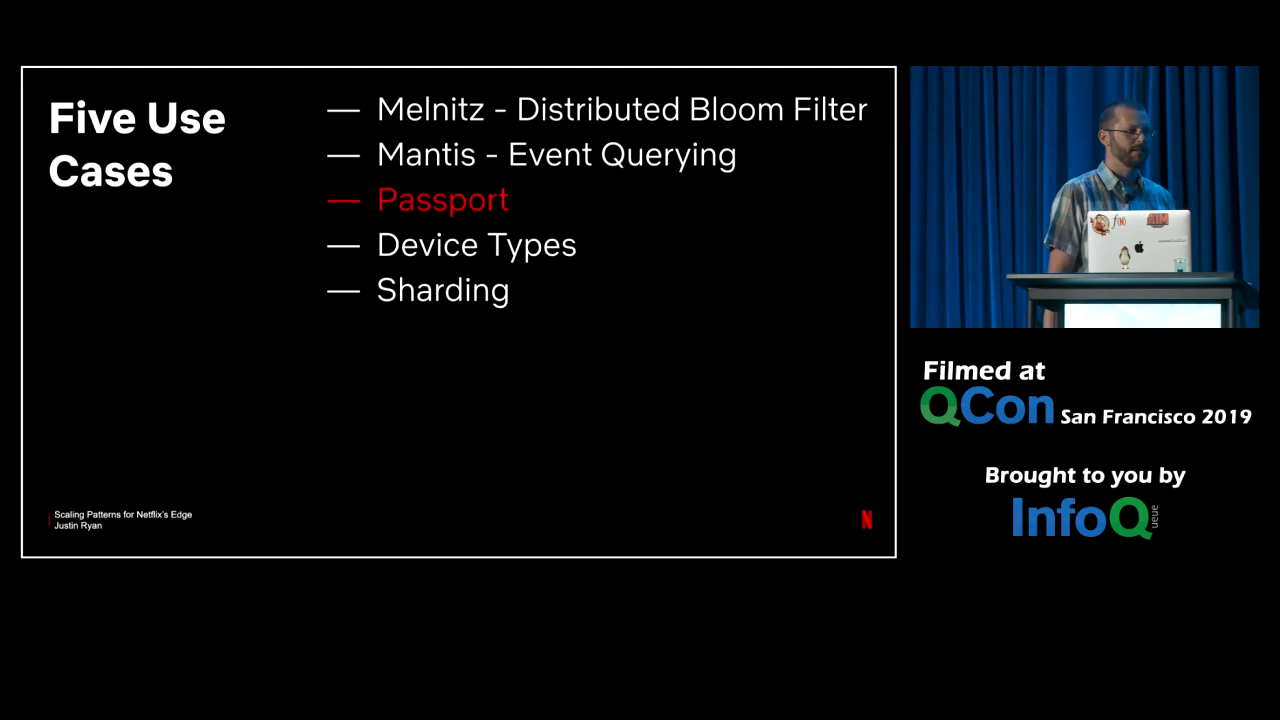 Five Use
Cases
— Melnitz - Distributed Bloom Filter
— Mantis - Event Querying
— Passport
— Device Types
— Sharding
Scaling Patterns for Netflix's Edge
Justin Ryan
N
Filmed at
QCon San Francisco 2019
Brought to you by
InfoQueue